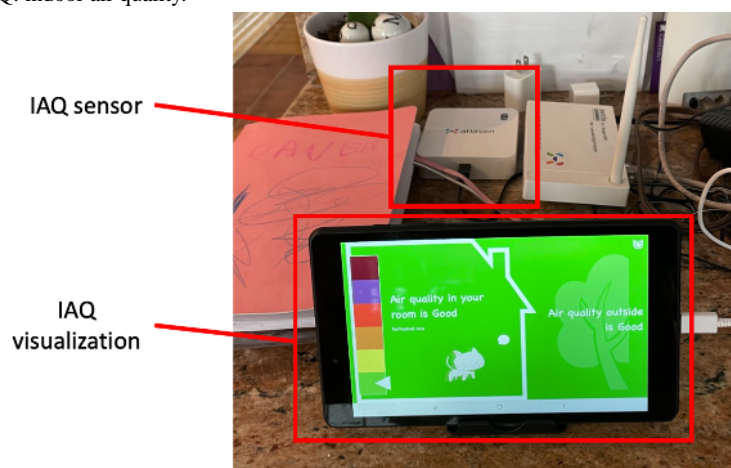 Q: indoor air quality.
IAQ sensor
atlasen
IAQ
visualization
Air quality in your
room is Good
Air quality outside
is Good